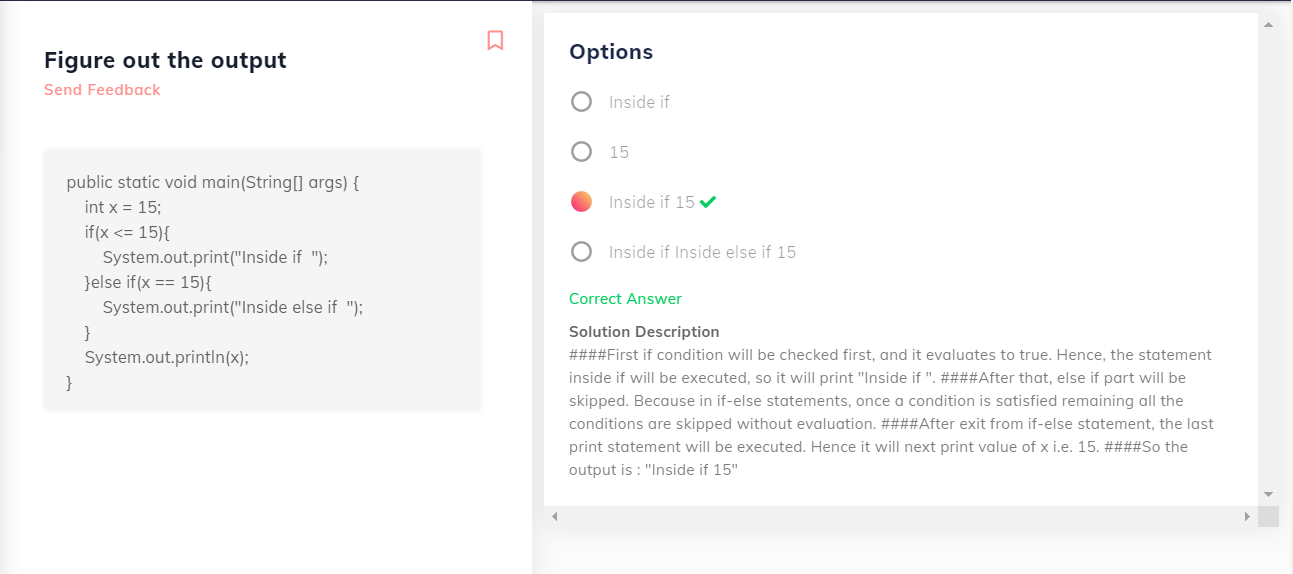 Figure out the output
Send Feedback
public static void main(String[] args) {
    int x = 15;
    if(x <= 15){
        System.out.print("Inside if  ");
    }else if(x == 15){
        System.out.print("Inside else if  ");
    }
    System.out.println(x);
}
Options
Inside if
15
Inside if 15
Inside if Inside else if 15
Correct Answer
Solution Description
####First if condition will be checked first, and it evaluates to true. Hence, the statement
inside if will be executed, so it will print "Inside if ". ####After that, else if part will be
skipped. Because in if-else statements, once a condition is satisfied remaining all the
conditions are skipped without evaluation. ####After exit from if-else statement, the last
print statement will be executed. Hence it will next print value of x i.e. 15. ####So the
output is : "Inside if 15"